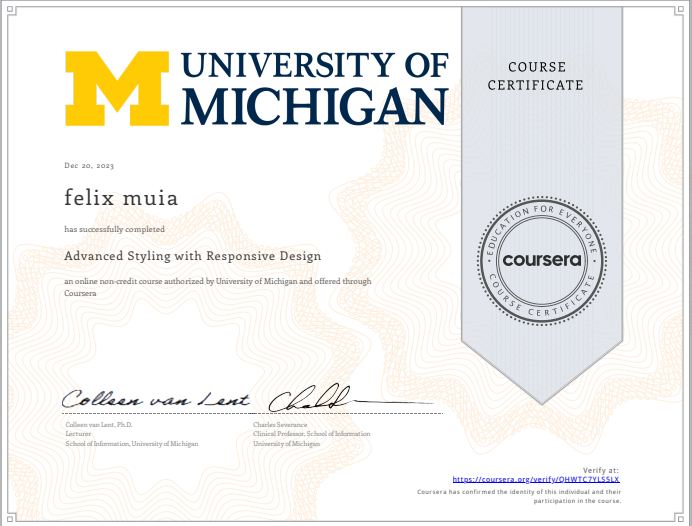 UNIVERSITY OF
MICHIGAN
COURSE
CERTIFICATE
Dec 20, 2023
felix muia
has successfully completed
Advanced Styling with Responsive Design
an online non-credit course authorized by University of Michigan and offered through
Coursera
EDUCATION FOR EVERYONE
coursera
COURSE CERTIFICATE
Colleen van Lent
Colleen van Lent, Ph.D.
Lecturer
School of Information, University of Michigan
Charles Severance
Clinical Professor, School of Information
University of Michigan
Verify at:
https://coursera.org/verify/QHWTC7YLS5LX
Coursera has confirmed the identity of this individual and their
participation in the course.